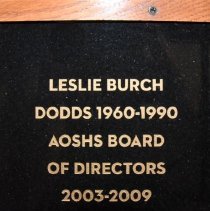 LESLIE BURCH
DODDS 1960-1990
AOSHS BOARD
OF DIRECTORS
2003-2009